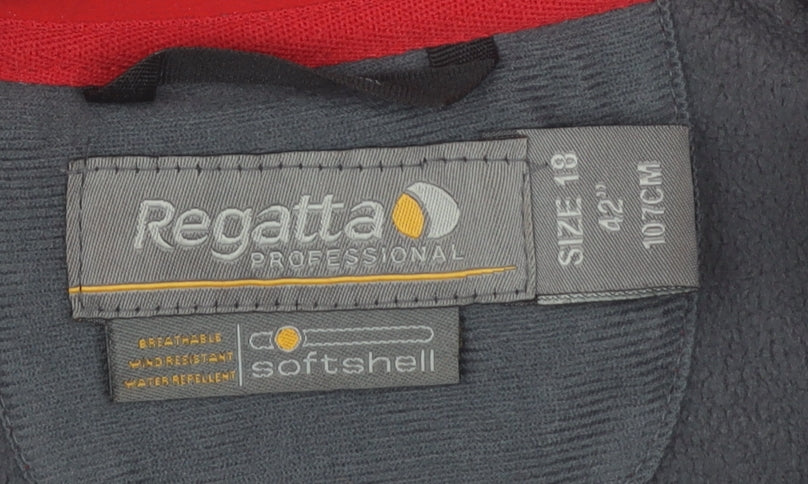 Regatta
PROFESSIONAL
SIZE 18
42"
107CM
BREATHABLE
WIND RESISTANT
WATER REPELLENT
softshell